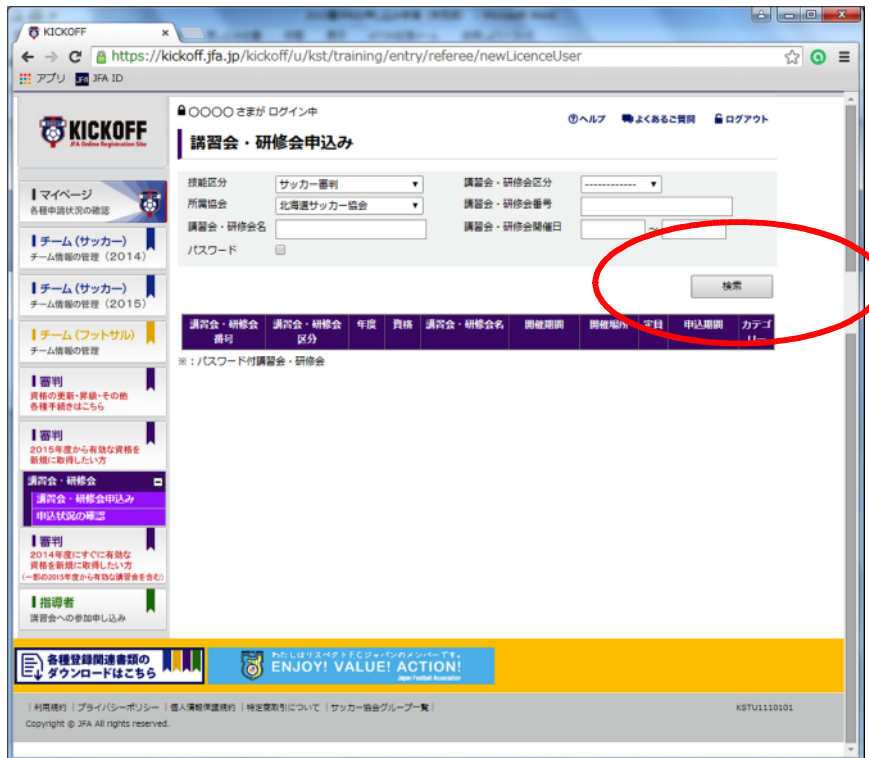 KICKOFF
https://kickoff.jfa.jp/kickoff/u/kst/training/entry/referee/newLicenceUser
アプリ JFA JFA ID
KICKOFF
JFA Online Registration Site
〇〇〇〇 さまが ログイン中
ヘルプ よくあるご質問 ログアウト
講習会・研修会申込み
技能区分 サッカー審判 講習会・研修会区分 ------------
所属協会 北海道サッカー協会 講習会・研修会番号
講習会・研修会名 講習会・研修会開催日 ～
パスワード
検索
講習会・研修会番号 講習会・研修会区分 年度 資格 講習会・研修会名 開催期間 開催場所 定員 申込期間 カテゴリー
※：パスワード付講習会・研修会
マイページ
各種申請状況の確認
チーム (サッカー)
チーム情報の管理（2014）
チーム (サッカー)
チーム情報の管理（2015）
チーム (フットサル)
チーム情報の管理
審判
資格の更新・昇級・その他
各種手続きはこちら
審判
2015年度から有効な資格を
新規に取得したい方
講習会・研修会
講習会・研修会申込み
申込状況の確認
審判
2014年度にすぐに有効な
資格を新規に取得したい方
(一部の2015年度から有効な講習会を含む)
指導者
講習会への参加申し込み
各種登録関連書類の
ダウンロードはこちら
わたしはリスペクトF.C.ジャパンのメンバーです。
ENJOY! VALUE! ACTION!
Japan Football Association
｜利用規約｜プライバシーポリシー｜個人情報保護規約｜特定商取引について｜サッカー協会グループ一覧｜
KSTU1110101
Copyright © JFA All rights reserved.